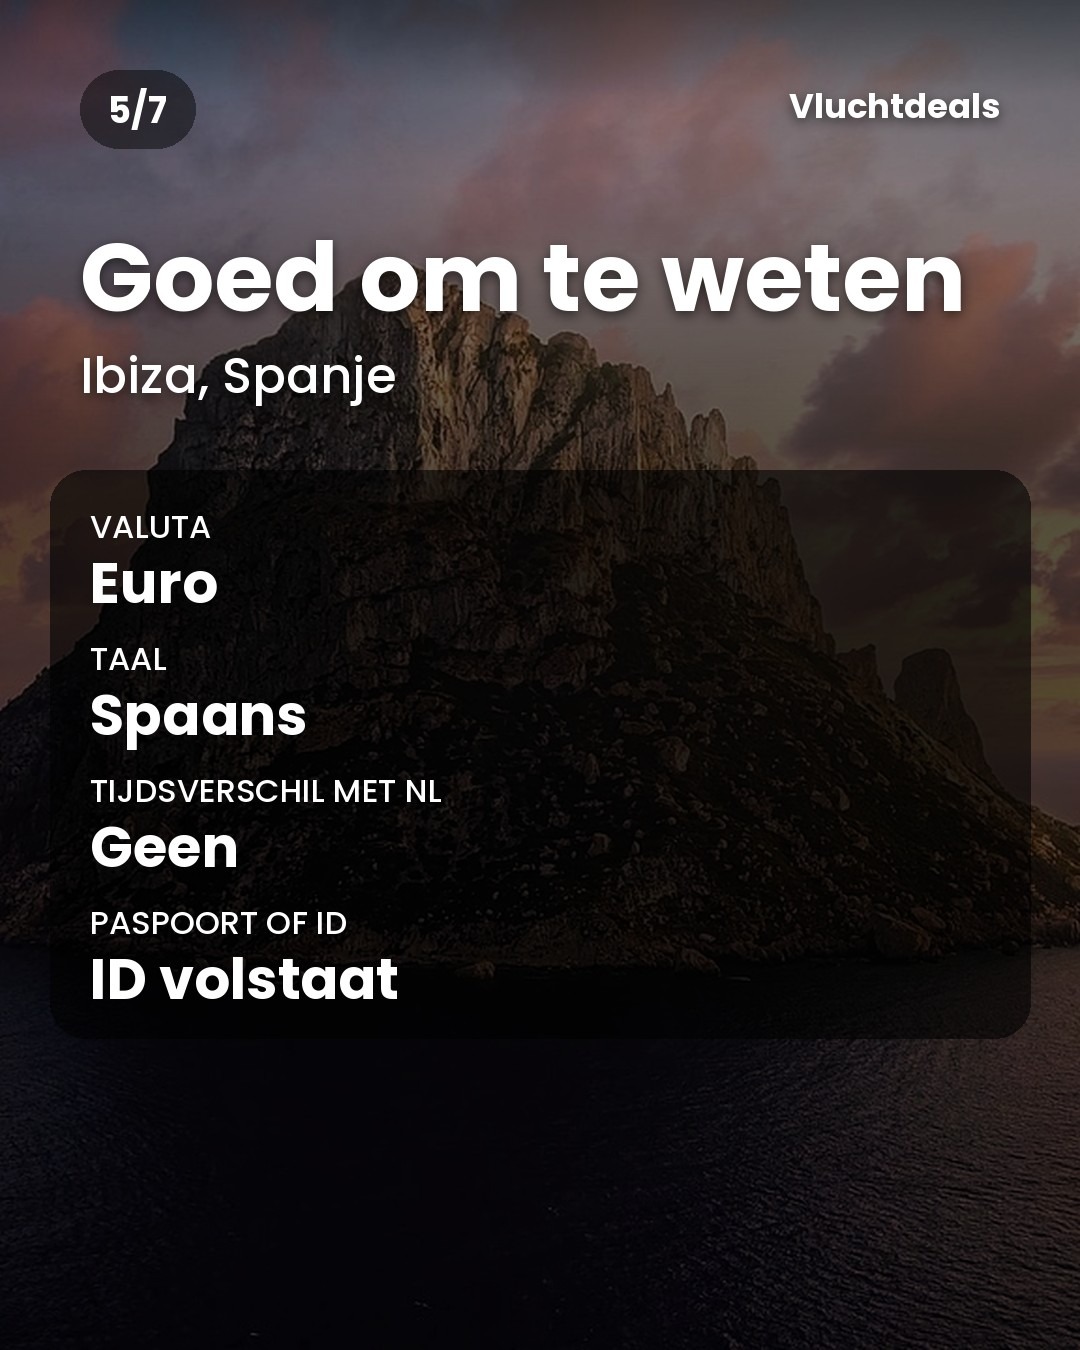 5/7
Vluchtdeals
Goed om te weten
Ibiza, Spanje
VALUTA
Euro
TAAL
Spaans
TIJDSVERSCHIL MET NL
Geen
PASPOORT OF ID
ID volstaat